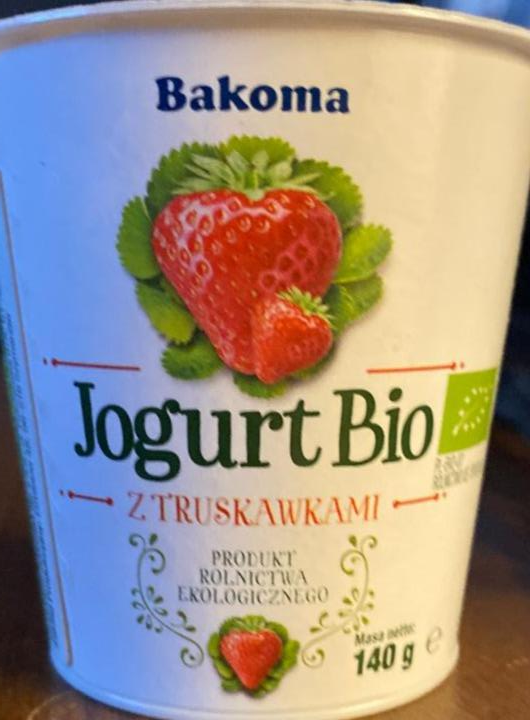 Bakoma
Jogurt Bio
Z TRUSKAWKAMI
PRODUKT
ROLNICTWA
EKOLOGICZNEGO
Masa netto:
140 g e